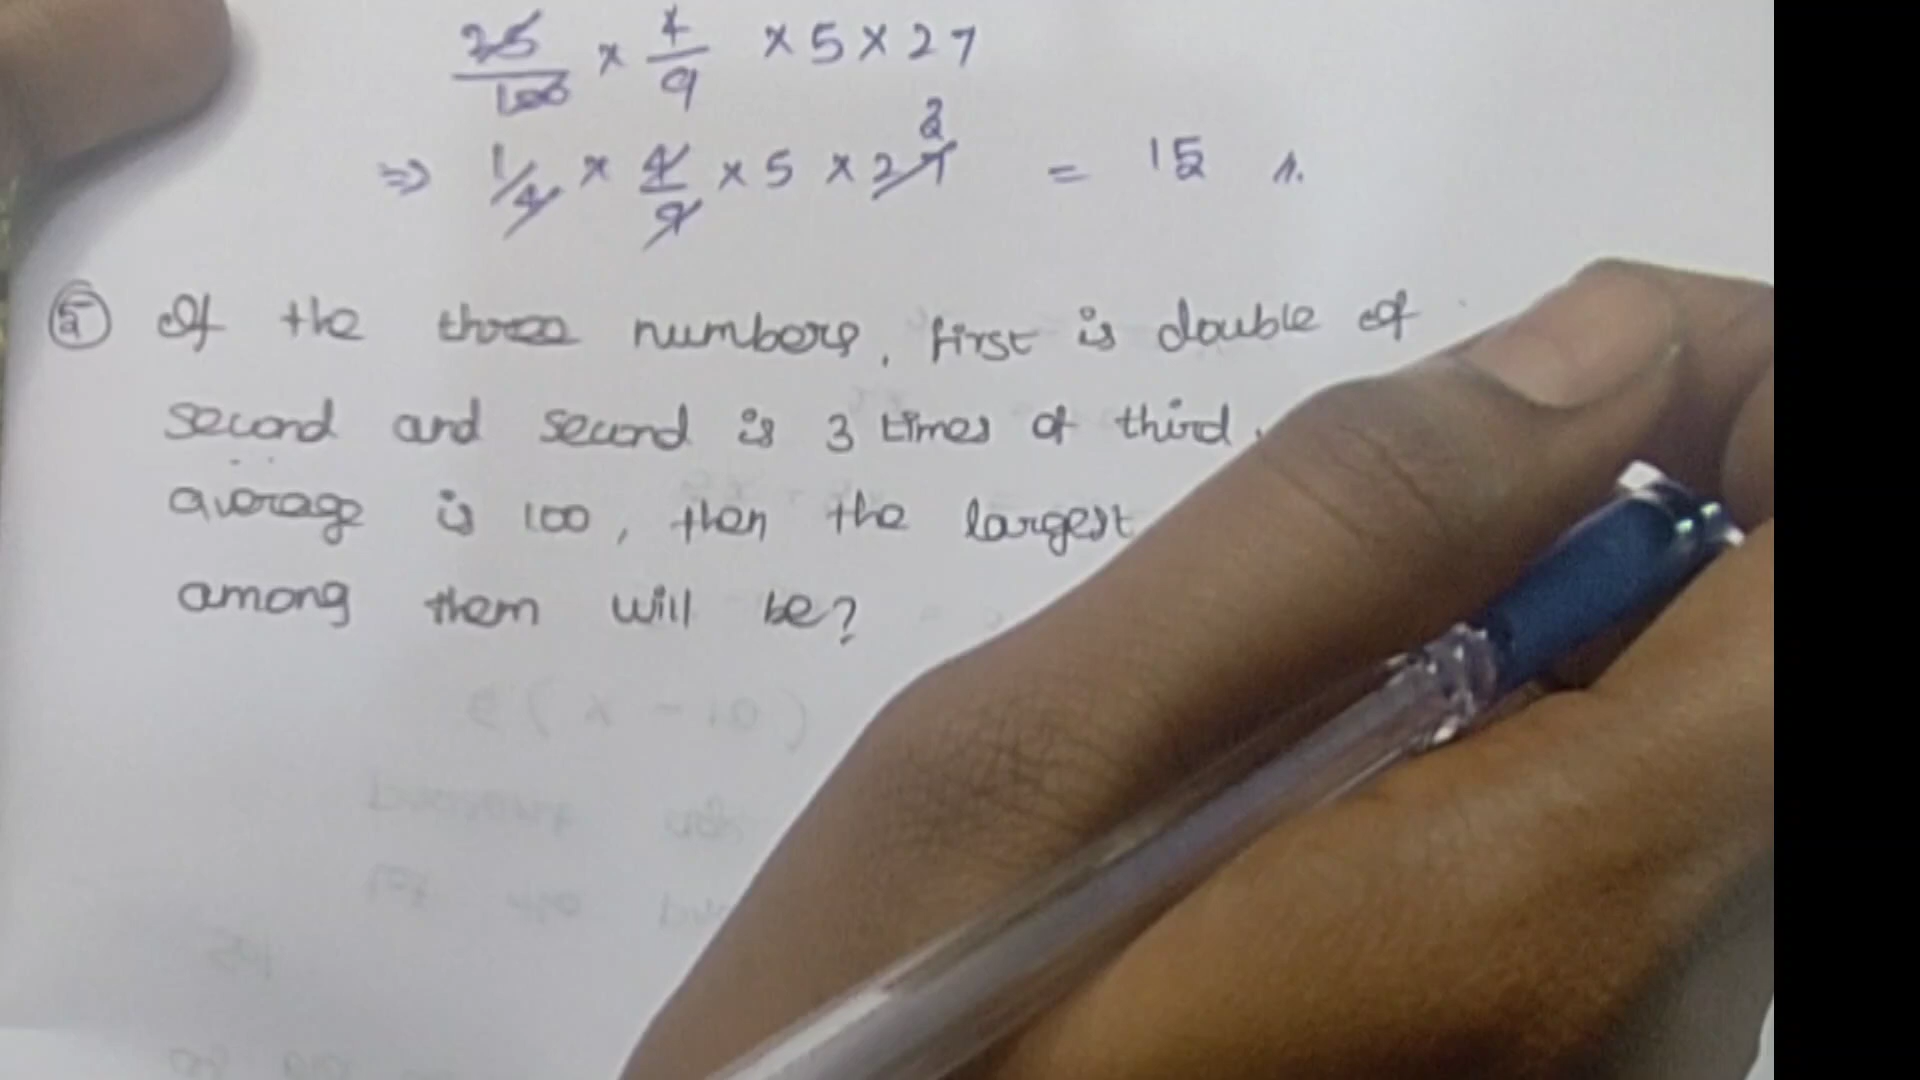 25/100 × 4/9 × 5 × 27
3
⇒ 1/4 × 4/9 × 5 × 27 = 15
5 Of the three numbers, first is double of
second and second is 3 times of third.
average is 100, then the largest
among them will be?